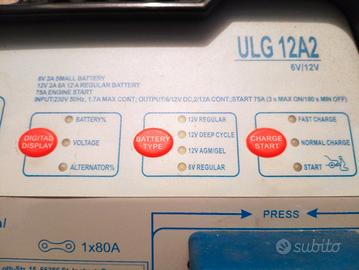 ULG 12A2
6V/12V
6V 2A SMALL BATTERY
12V 2A 6A 12A REGULAR BATTERY
75A ENGINE START
INPUT:230V 50Hz, 1.7A MAX CONT; OUTPUT:6/12V DC,2/12A CONT;START 75A (3 s MAX ON/180 s MIN OFF)
DIGITAL DISPLAY
BATTERY%
VOLTAGE
ALTERNATOR%
BATTERY TYPE
12V REGULAR
12V DEEP CYCLE
12V AGM/GEL
6V REGULAR
CHARGE START
FAST CHARGE
NORMAL CHARGE
START
PRESS
1x80A
subito